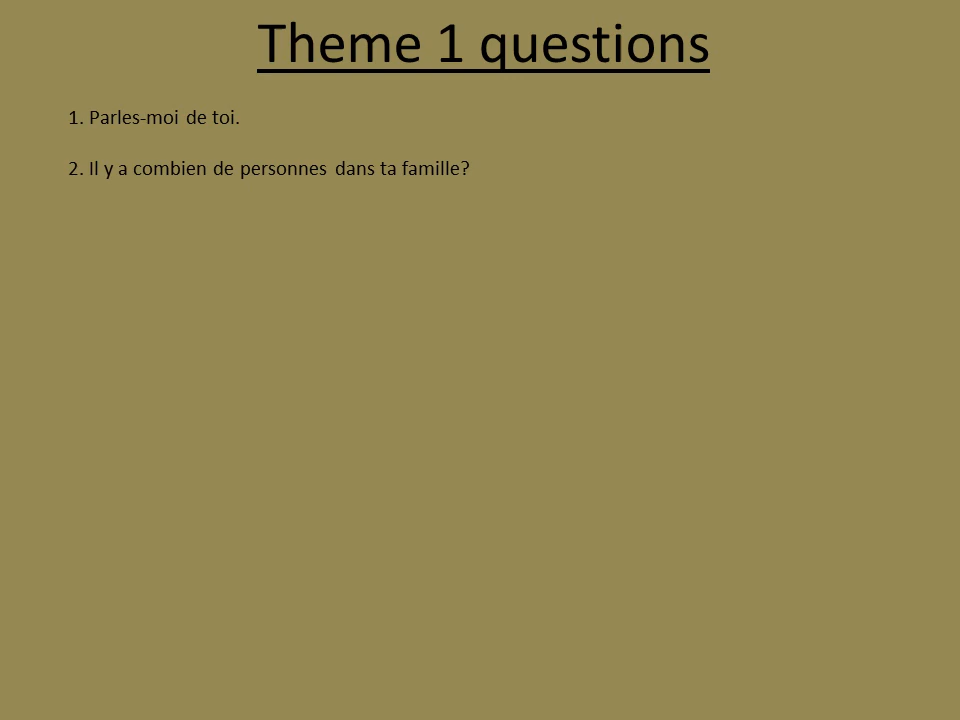 Theme 1 questions
1. Parles-moi de toi.
2. Il y a combien de personnes dans ta famille?